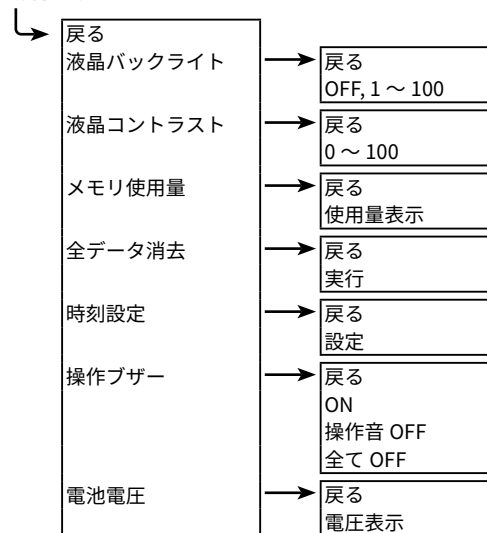 戻る
液晶バックライト
戻る
OFF, 1 ～ 100
液晶コントラスト
戻る
0 ～ 100
メモリ使用量
戻る
使用量表示
全データ消去
戻る
実行
時刻設定
戻る
設定
操作ブザー
戻る
ON
操作音 OFF
全て OFF
電池電圧
戻る
電圧表示